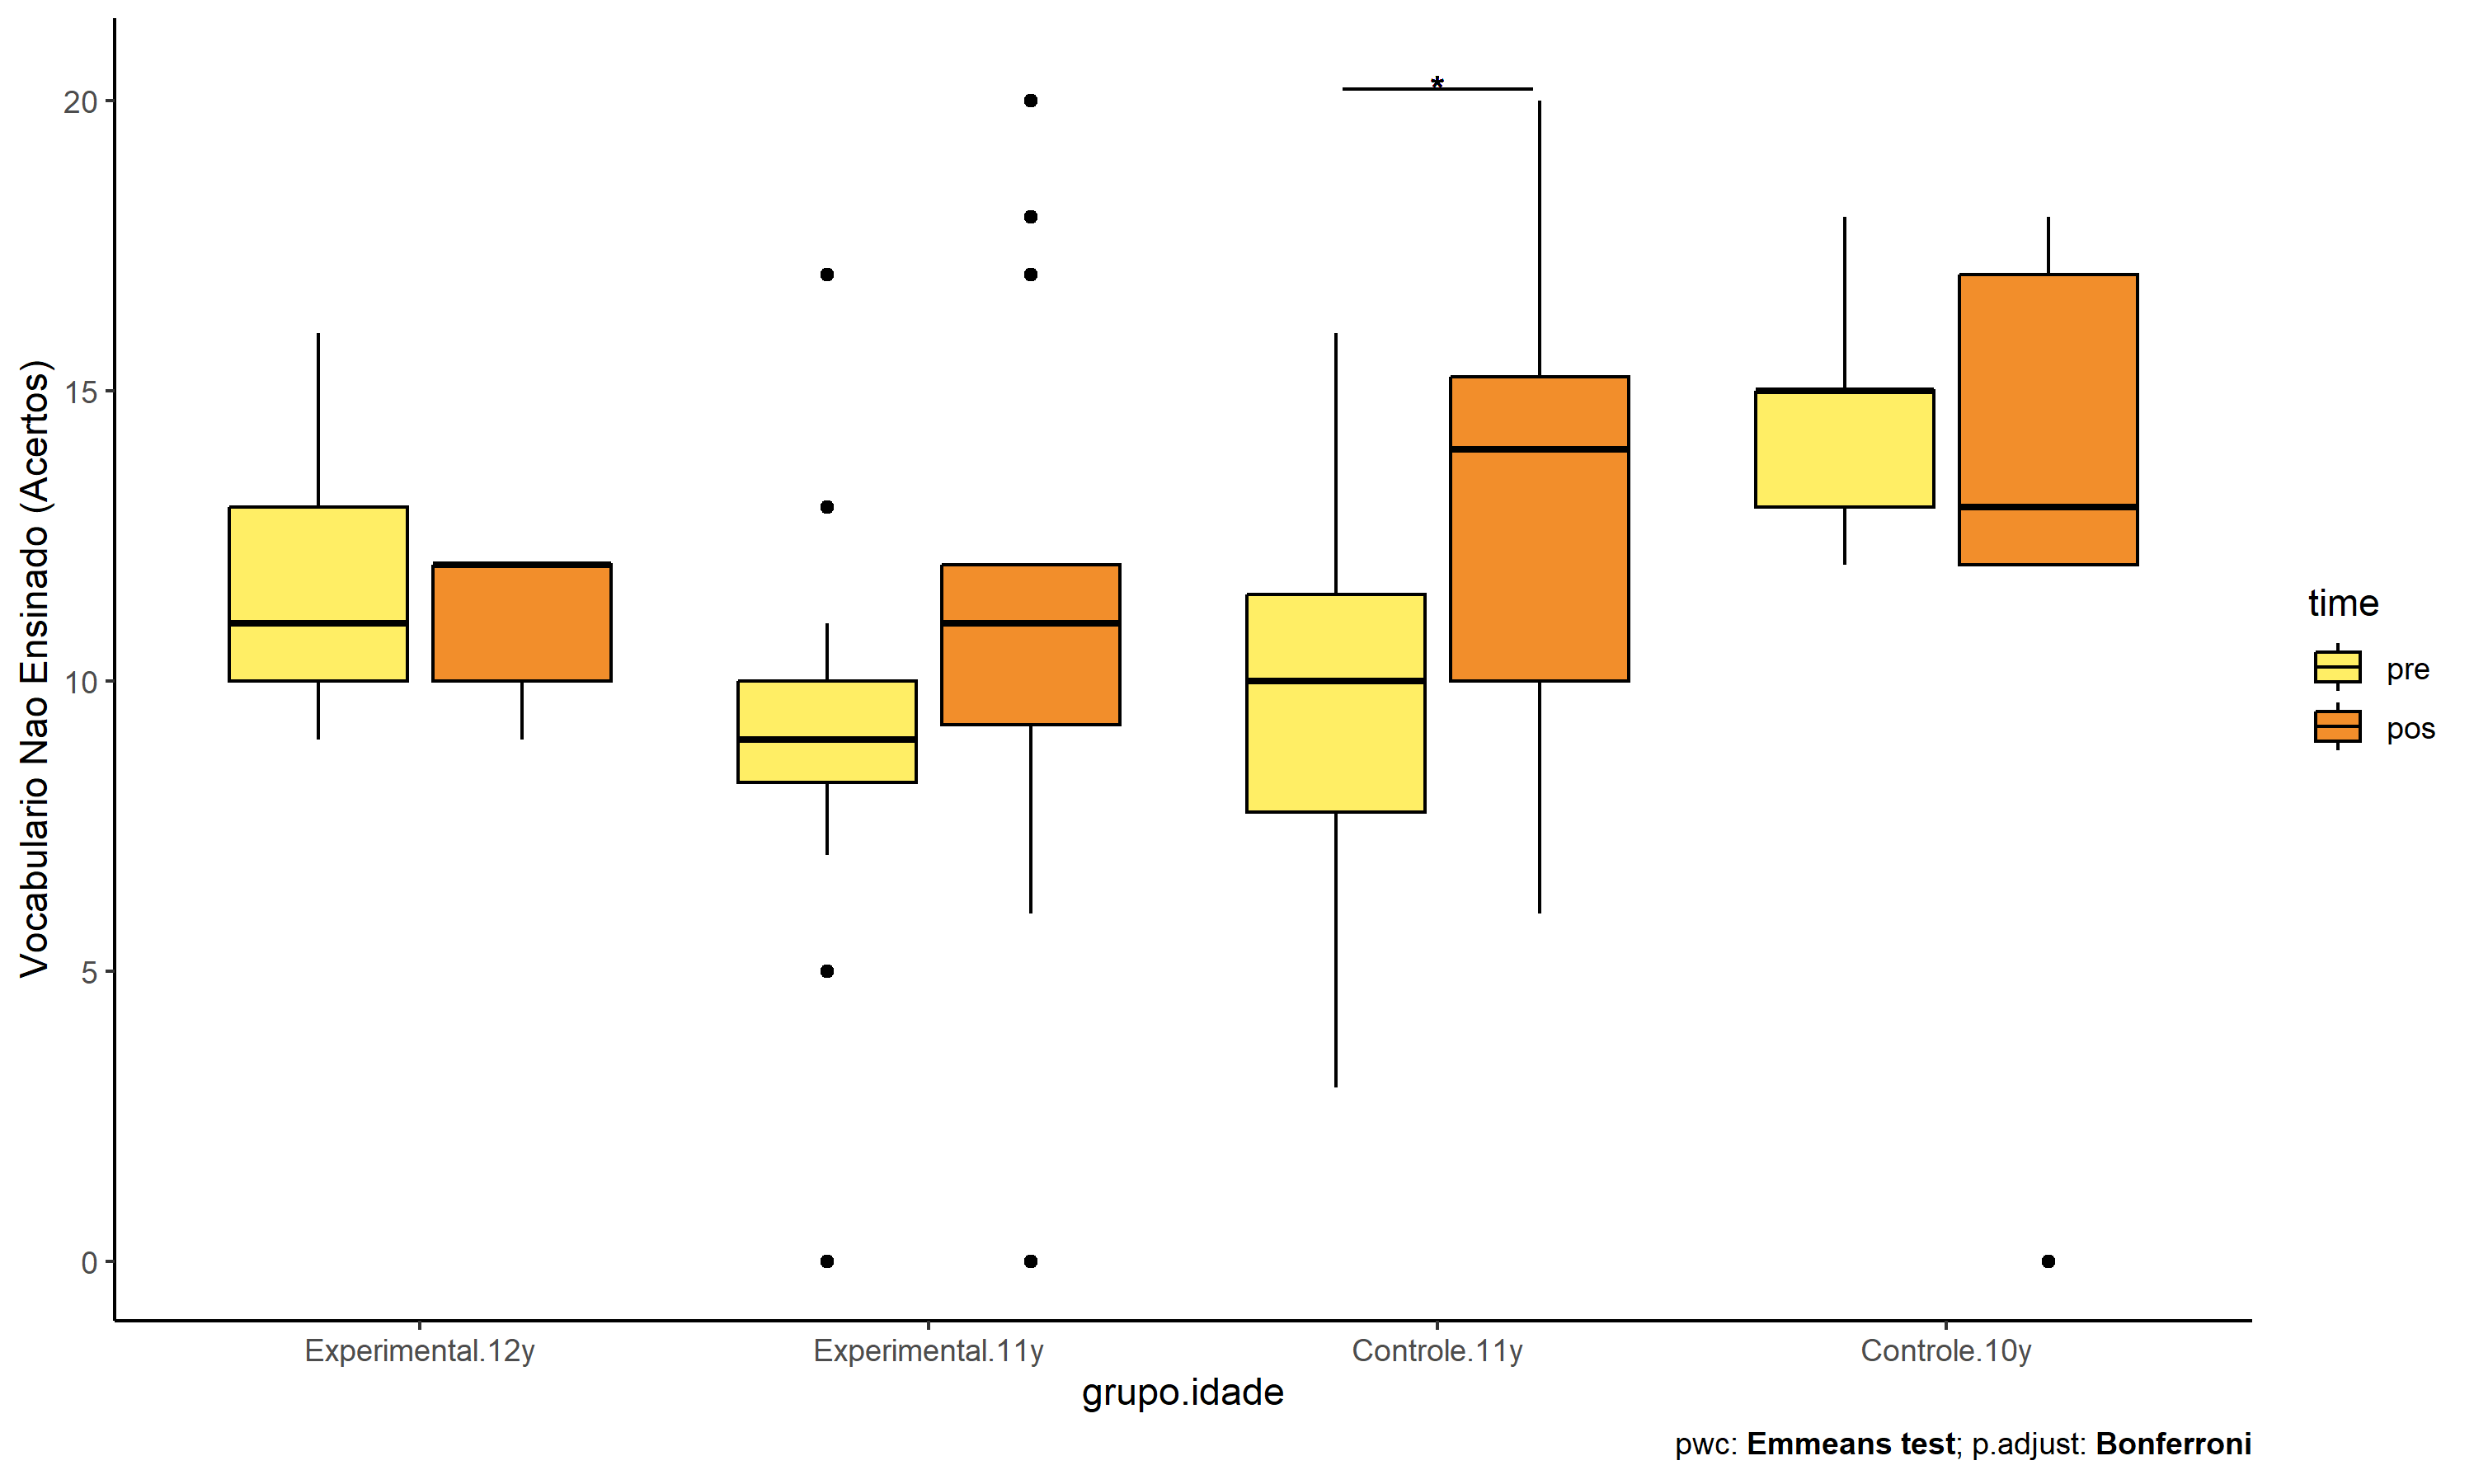 *
20
15
10
5
0
Vocabulario Nao Ensinado (Acertos)
Experimental.12y
Experimental.11y
Controle.11y
Controle.10y
grupo.idade
time
pre
pos
pwc: Emmeans test; p.adjust: Bonferroni